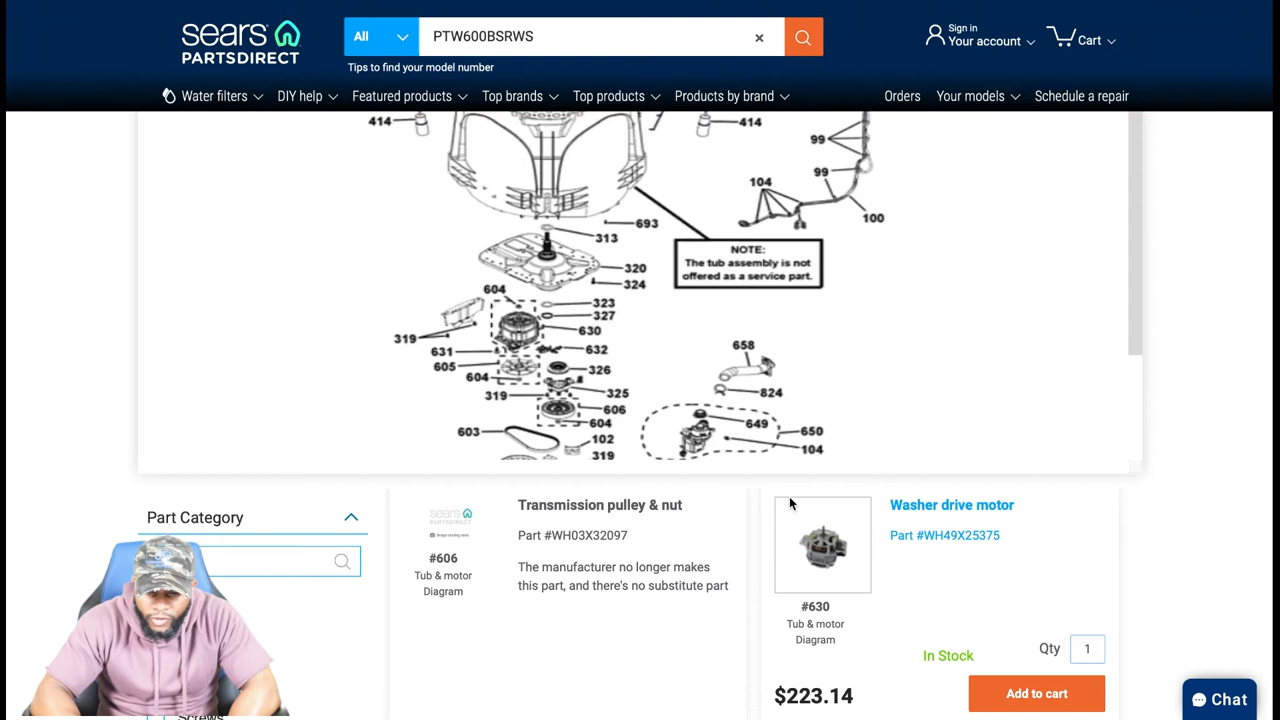 sears
PARTSDIRECT
All
PTW600BSRWS
Sign in
Your account
Cart
Tips to find your model number
Water filters
DIY help
Featured products
Top brands
Top products
Products by brand
Orders
Your models
Schedule a repair
414
414
99
99
104
100
693
313
NOTE:
The tub assembly is not
offered as a service part.
320
324
604
323
327
630
319
631
632
605
326
604
319
325
606
604
603
102
319
658
824
649
650
104
Part Category
sears
PARTSDIRECT
#606
Tub & motor
Diagram
Transmission pulley & nut
Part #WH03X32097
The manufacturer no longer makes
this part, and there's no substitute part
#630
Tub & motor
Diagram
Washer drive motor
Part #WH49X25375
In Stock
Qty
1
$223.14
Add to cart
Chat
Screws